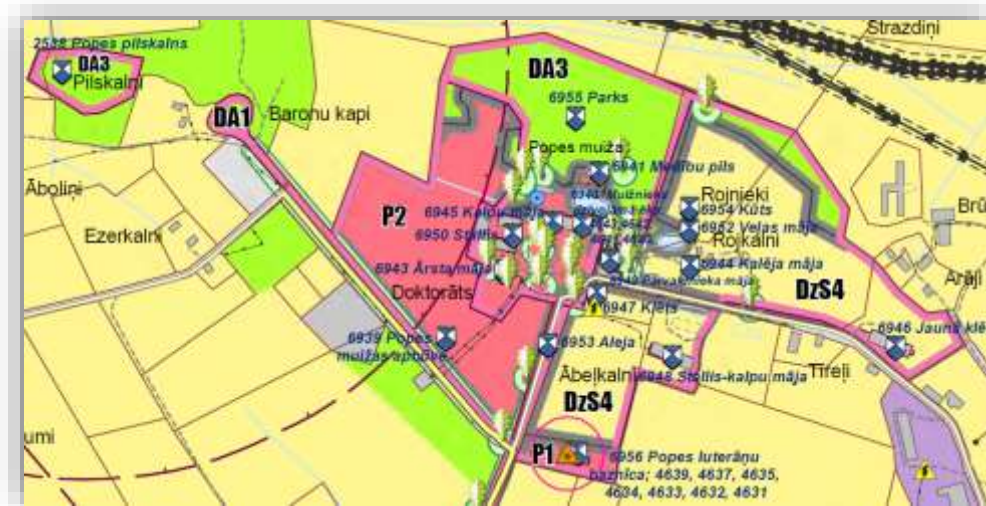 Strazdiņi
2588 Popes pilskalns
DA3
Pilskalni
DA3
6955 Parks
DA1
Baronu kapi
Popes muiža
6941 Medību pils
Āboliņi
Rojnieki
6954 Kūts
P2
6945 Kalpu māja
6952 Veļas māja
Ezerkalni
6950 Stallis
Rojkalni
6943 Ārsta māja
6944 Kalēja māja
Doktorāts
DzS4
Arāji
6947 Klēts
6939 Popes
muižas apbūve
6953 Aleja
6946 Jaunā klē
Ābeļkalni
6948 Stallis-kalpu māja
Tīreļi
DzS4
umi
P1
6956 Popes luterāņu
baznīca; 4639, 4637, 4635,
4634, 4633, 4632, 4631